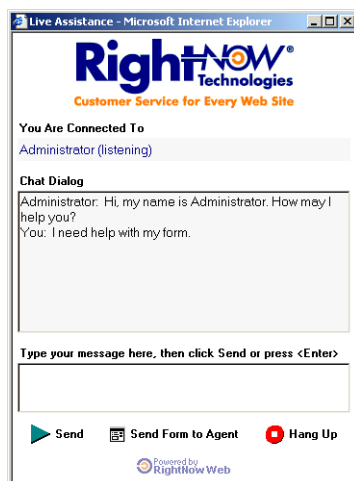 Live Assistance - Microsoft Internet Explorer
RightNOW®
Technologies
Customer Service for Every Web Site
You Are Connected To
Administrator (listening)
Chat Dialog
Administrator: Hi, my name is Administrator. How may I
help you?
You: I need help with my form.
Type your message here, then click Send or press <Enter>
Send Send Form to Agent Hang Up
Powered by
RightNow Web